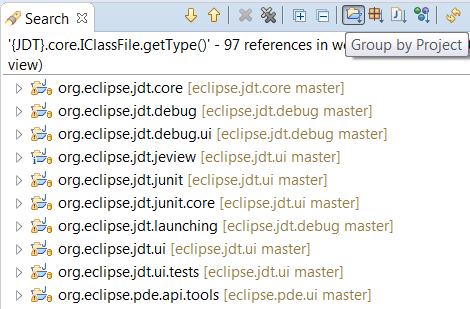 Search
'{JDT}.core.IClassFile.getType()' - 97 references in w
Group by Project
view)
org.eclipse.jdt.core [eclipse.jdt.core master]
org.eclipse.jdt.debug [eclipse.jdt.debug master]
org.eclipse.jdt.debug.ui [eclipse.jdt.debug master]
org.eclipse.jdt.jeview [eclipse.jdt.ui master]
org.eclipse.jdt.junit [eclipse.jdt.ui master]
org.eclipse.jdt.junit.core [eclipse.jdt.ui master]
org.eclipse.jdt.launching [eclipse.jdt.debug master]
org.eclipse.jdt.ui [eclipse.jdt.ui master]
org.eclipse.jdt.ui.tests [eclipse.jdt.ui master]
org.eclipse.pde.api.tools [eclipse.pde.ui master]